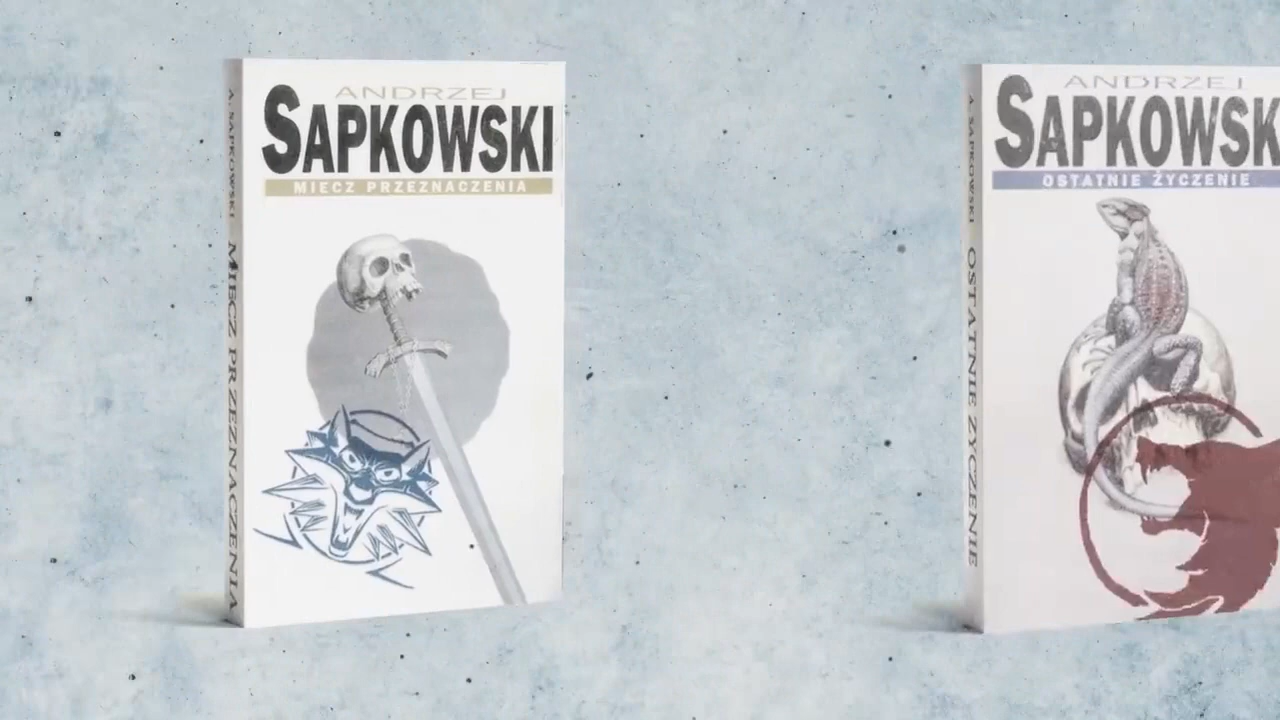 ANDRZEJ
SAPKOWSKI
MIECZ PRZEZNACZENIA
A. SAPKOWSKI MIECZ PRZEZNACZENIA
ANDRZEJ
SAPKOWSK
OSTATNIE ŻYCZENIE
A. SAPKOWSKI OSTATNIE ŻYCZENIE